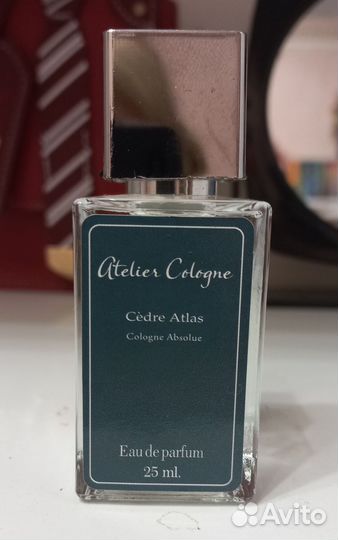 Atelier Cologne
Cèdre Atlas
Cologne Absolue
Eau de parfum
25 ml.
Avito